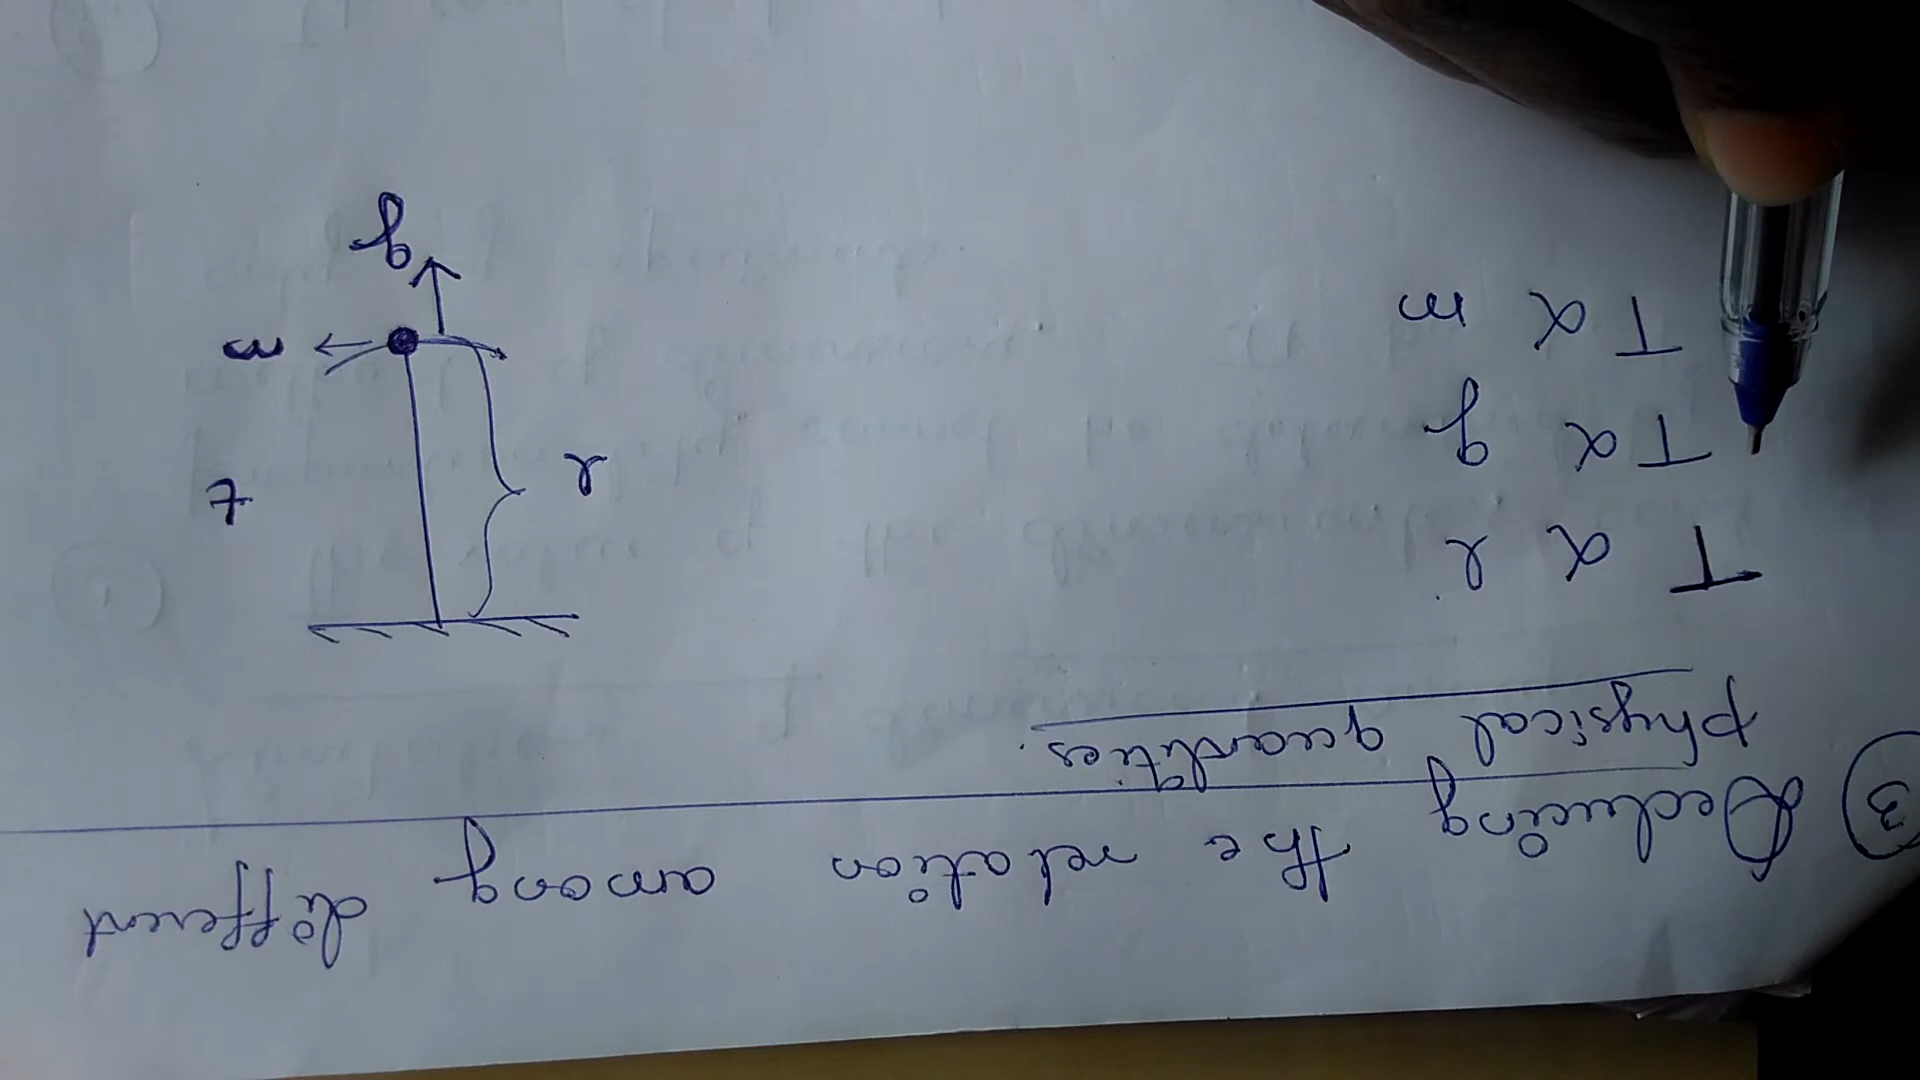 ③ Deducing the relation among different
physical quantities.
T α l
T α g
T α m
l
t
m
g